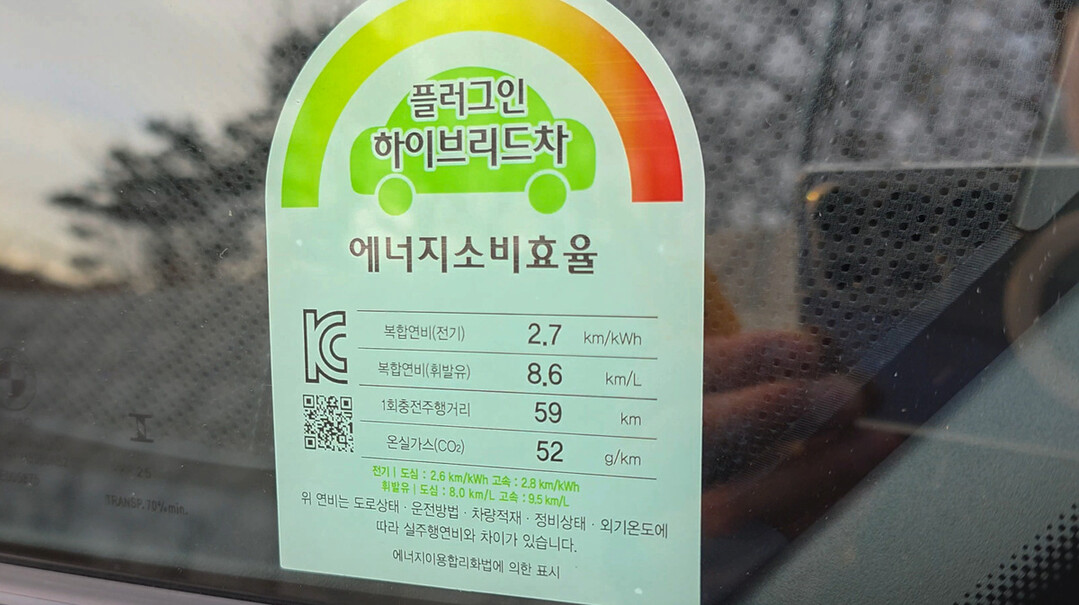 플러그인
하이브리드차
에너지소비효율
복합연비(전기) 2.7 km/kWh
복합연비(휘발유) 8.6 km/L
1회충전주행거리 59 km
온실가스(CO₂) 52 g/km
전기 | 도심 : 2.6 km/kWh 고속 : 2.8 km/kWh
휘발유 | 도심 : 8.0 km/L 고속 : 9.5 km/L
위 연비는 도로상태 · 운전방법 · 차량적재 · 정비상태 · 외기온도에
따라 실주행연비와 차이가 있습니다.
에너지이용합리화법에 의한 표시
TRANSP. 70% min.